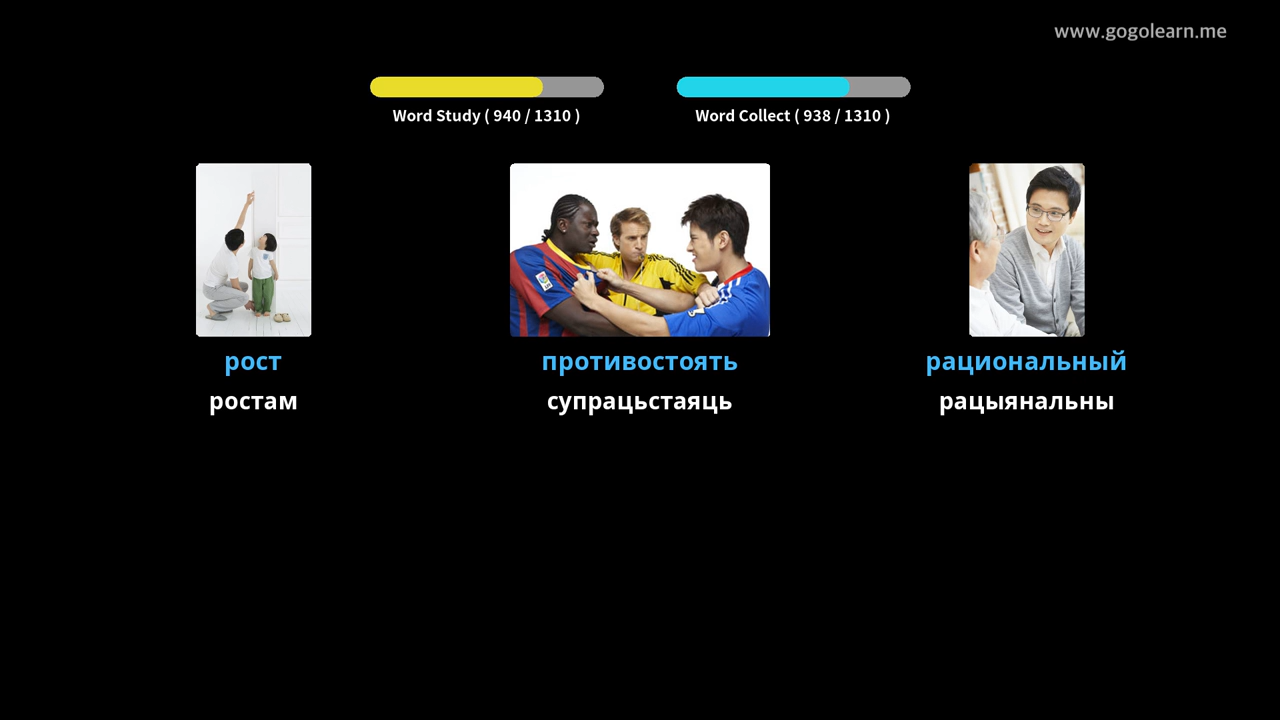 www.gogolearn.me
Word Study ( 940 / 1310 )
Word Collect ( 938 / 1310 )
рост
противостоять
рациональный
ростам
супрацьстаяць
рацыянальны